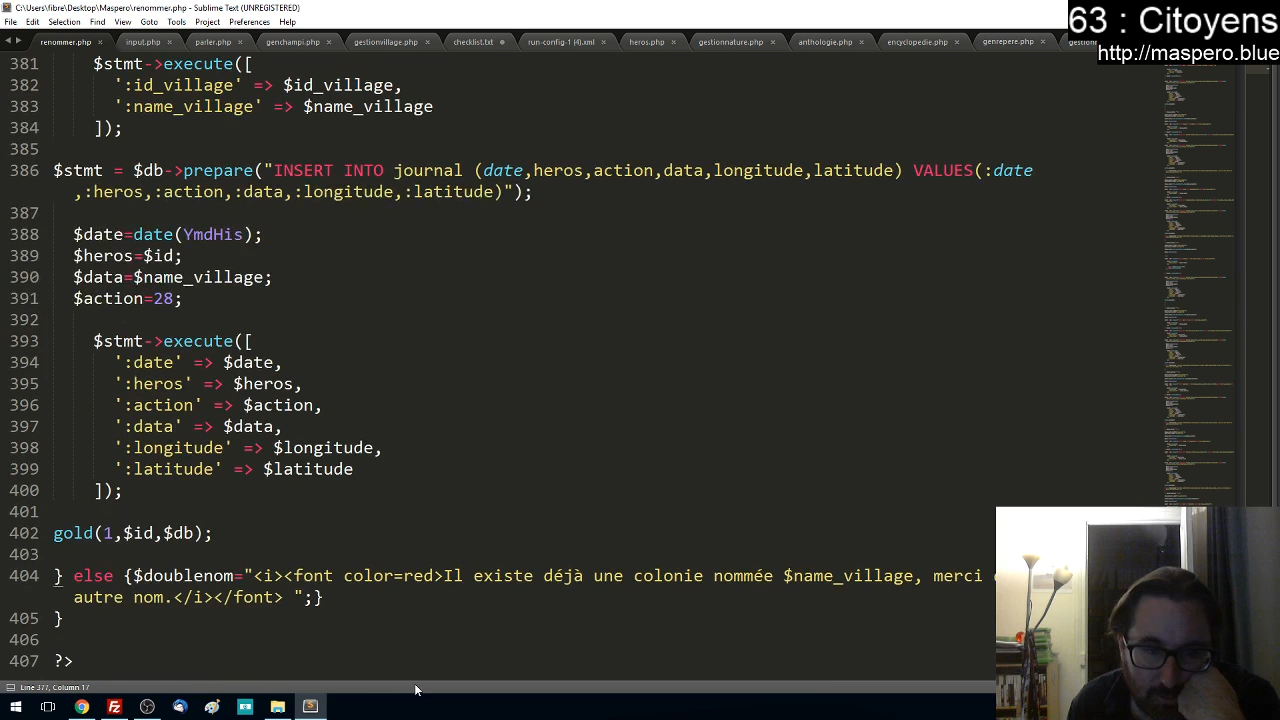 C:\Users\fibre\Desktop\Maspero\renommer.php - Sublime Text (UNREGISTERED)
63 : Citoyens
File Edit Selection Find View Goto Tools Project Preferences Help
http://maspero.blue
renommer.php input.php parler.php genchampi.php gestionvillage.php checklist.txt run-config-1 (4).xml heros.php gestionnature.php anthologie.php encyclopedie.php genrepere.php
381 $stmt->execute([
382 ':id_village' => $id_village,
383 ':name_village' => $name_village
384 ]);
385
386 $stmt = $db->prepare("INSERT INTO journal (date,heros,action,data,longitude,latitude) VALUES(:date
,:heros,:action,:data,:longitude,:latitude)");
387
388 $date=date(YmdHis);
389 $heros=$id;
390 $data=$name_village;
391 $action=28;
392
393 $stmt->execute([
394 ':date' => $date,
395 ':heros' => $heros,
396 ':action' => $action,
397 ':data' => $data,
398 ':longitude' => $longitude,
399 ':latitude' => $latitude
400 ]);
401
402 gold(1,$id,$db);
403
404 } else {$doublenom="<i><font color=red>Il existe déjà une colonie nommée $name_village, merci
autre nom.</i></font> ";}
405 }
406
407 ?>
Line 377, Column 17